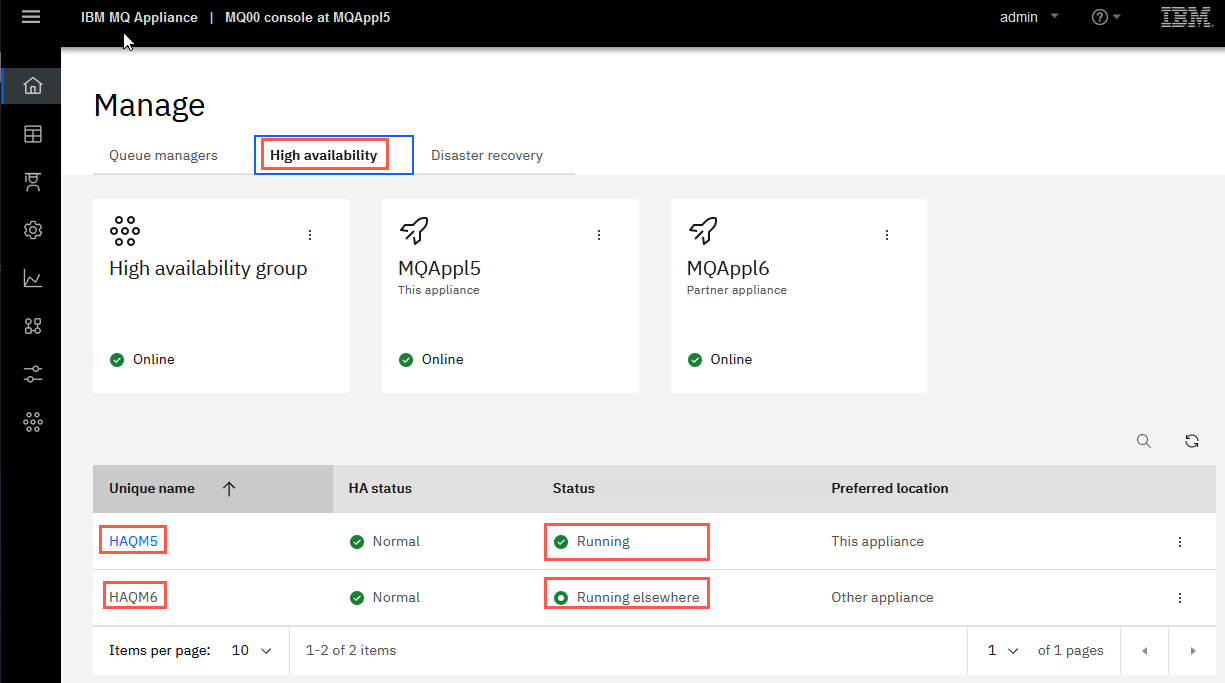 IBM MQ Appliance | MQ00 console at MQAppl5 admin ? IBM
Manage
Queue managers High availability Disaster recovery
High availability group
Online
MQAppl5
This appliance
Online
MQAppl6
Partner appliance
Online
Unique name HA status Status Preferred location
HAQM5 Normal Running This appliance
HAQM6 Normal Running elsewhere Other appliance
Items per page: 10 1-2 of 2 items 1 of 1 pages